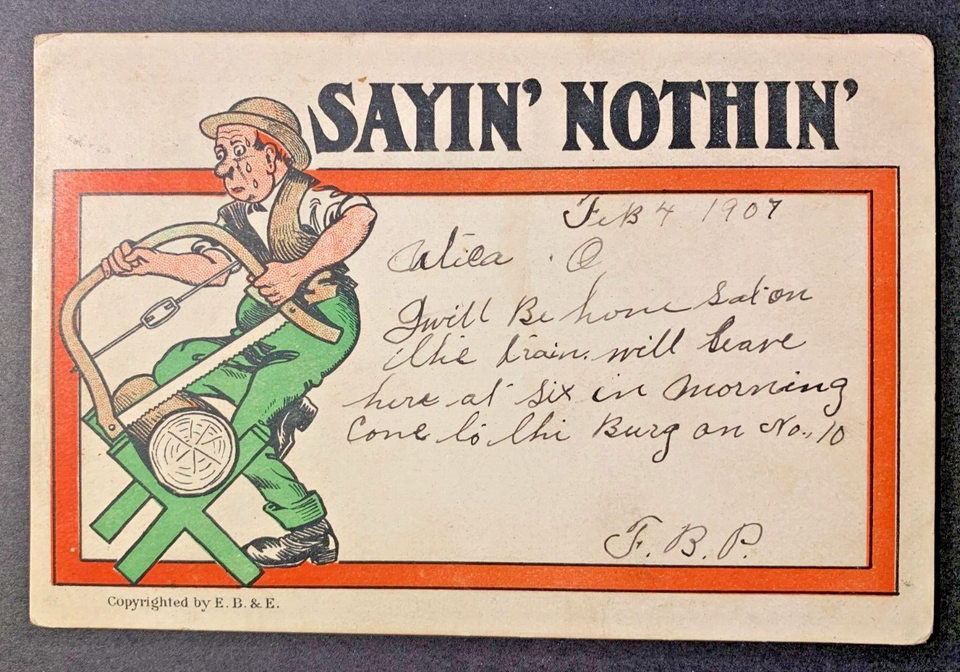 SAYIN' NOTHIN'
Feb 4 1907
Utica . O
I will Be home Sat on
the train. will leave
here at six in morning
Come to the Burg on No. 10
F. B. P.
Copyrighted by E. B. & E.